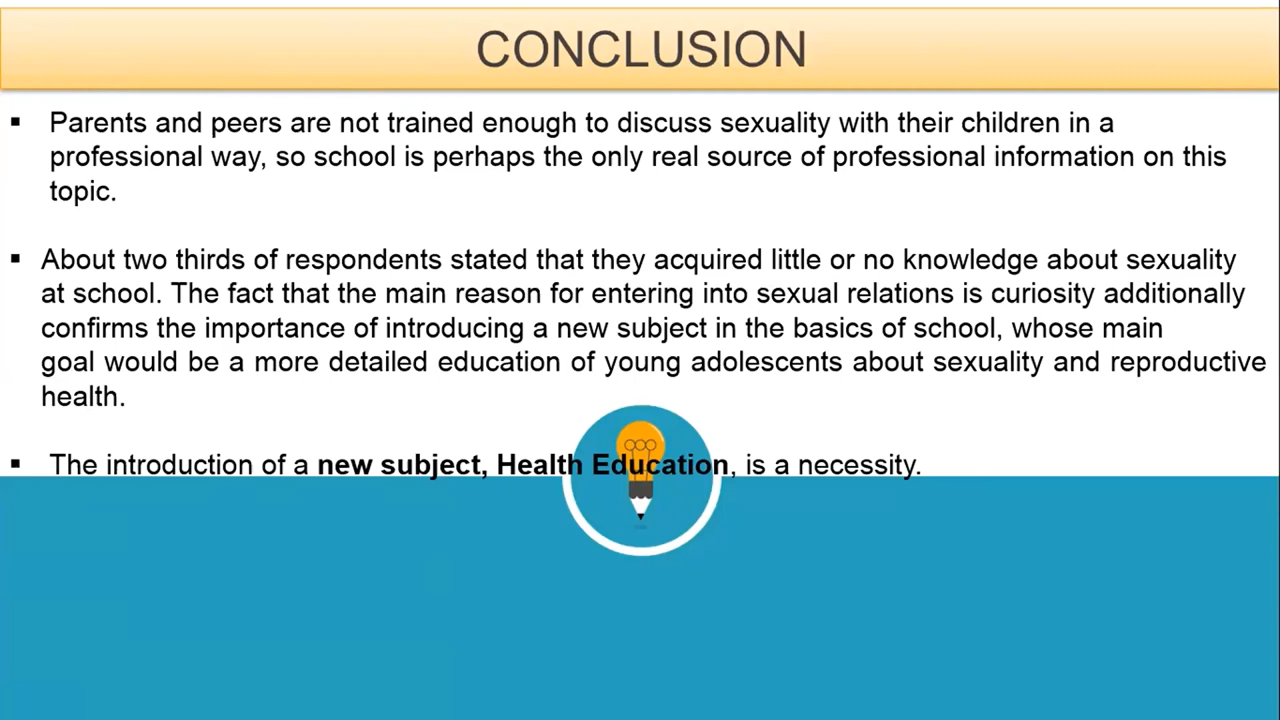 CONCLUSION
▪ Parents and peers are not trained enough to discuss sexuality with their children in a
professional way, so school is perhaps the only real source of professional information on this
topic.
▪ About two thirds of respondents stated that they acquired little or no knowledge about sexuality
at school. The fact that the main reason for entering into sexual relations is curiosity additionally
confirms the importance of introducing a new subject in the basics of school, whose main
goal would be a more detailed education of young adolescents about sexuality and reproductive
health.
▪ The introduction of a new subject, Health Education, is a necessity.